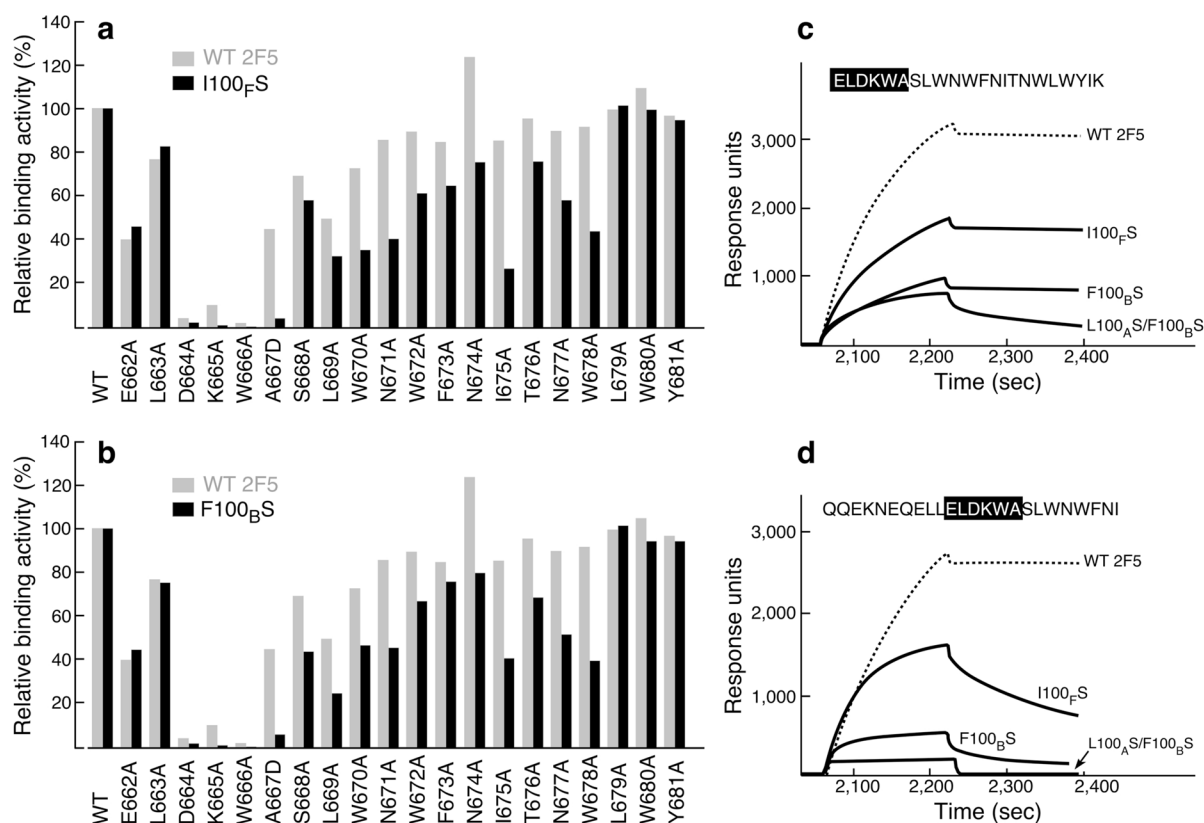 a
Relative binding activity (%)
140
120
100
80
60
40
20
WT 2F5
I100FS
WT
E662A
L663A
D664A
K665A
W666A
A667D
S668A
L669A
W670A
N671A
W672A
F673A
N674A
I675A
T676A
N677A
W678A
L679A
W680A
Y681A
b
Relative binding activity (%)
140
120
100
80
60
40
20
WT 2F5
F100BS
WT
E662A
L663A
D664A
K665A
W666A
A667D
S668A
L669A
W670A
N671A
W672A
F673A
N674A
I675A
T676A
N677A
W678A
L679A
W680A
Y681A
c
ELDKWASLWNWFNITNWLWYIK
Response units
3,000
2,000
1,000
WT 2F5
I100FS
F100BS
L100AS/F100BS
2,100 2,200 2,300 2,400
Time (sec)
d
QQEKNEQELLELDKWASLWNWFNI
Response units
3,000
2,000
1,000
WT 2F5
I100FS
F100BS
L100AS/F100BS
2,100 2,200 2,300 2,400
Time (sec)